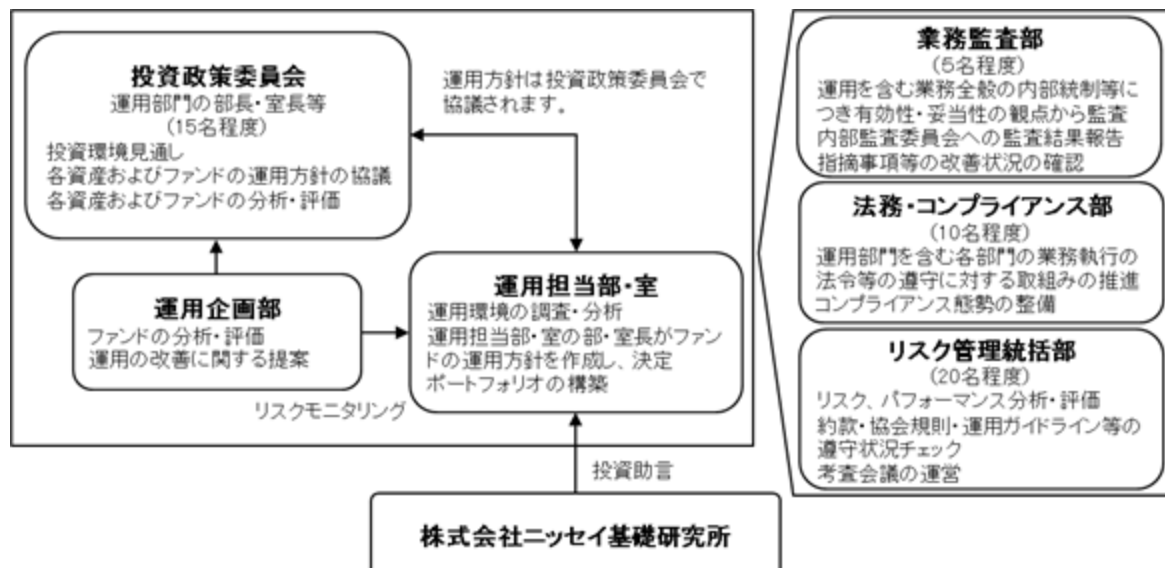 投資政策委員会
運用部門の部長・室長等
(15名程度)
投資環境見通し
各資産およびファンドの運用方針の協議
各資産およびファンドの分析・評価
運用方針は投資政策委員会で
協議されます。
運用企画部
ファンドの分析・評価
運用の改善に関する提案
リスクモニタリング
運用担当部・室
運用環境の調査・分析
運用担当部・室の部・室長がファン
ドの運用方針を作成し、決定
ポートフォリオの構築
投資助言
株式会社ニッセイ基礎研究所
業務監査部
(5名程度)
運用を含む業務全般の内部統制等に
つき有効性・妥当性の観点から監査
内部監査委員会への監査結果報告
指摘事項等の改善状況の確認
法務・コンプライアンス部
(10名程度)
運用部門を含む各部門の業務執行の
法令等の遵守に対する取組みの推進
コンプライアンス態勢の整備
リスク管理統括部
(20名程度)
リスク、パフォーマンス分析・評価
約款・協会規則・運用ガイドライン等の
遵守状況チェック
考査会議の運営